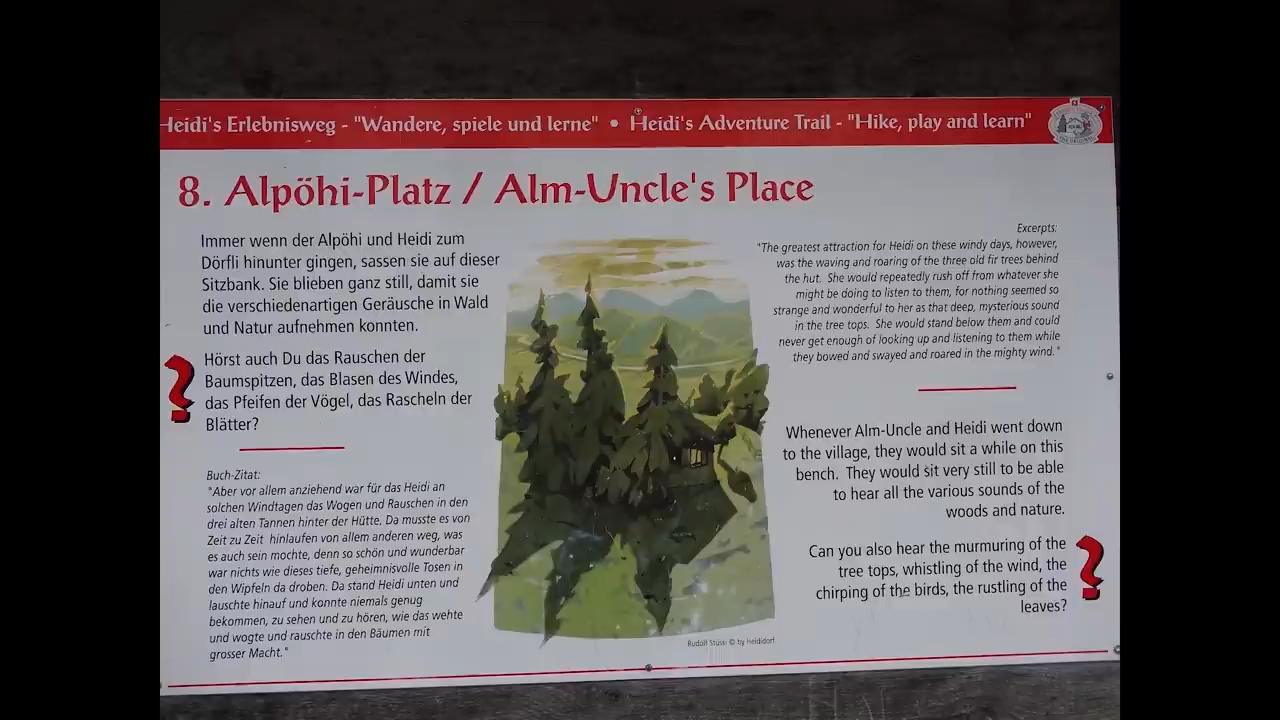 Heidi's Erlebnisweg - "Wandere, spiele und lerne" • Heidi's Adventure Trail - "Hike, play and learn"
8. Alpöhi-Platz / Alm-Uncle's Place
Immer wenn der Alpöhi und Heidi zum
Dörfli hinunter gingen, sassen sie auf dieser
Sitzbank. Sie blieben ganz still, damit sie
die verschiedenartigen Geräusche in Wald
und Natur aufnehmen konnten.
? Hörst auch Du das Rauschen der
Baumspitzen, das Blasen des Windes,
das Pfeifen der Vögel, das Rascheln der
Blätter?
Buch-Zitat:
"Aber vor allem anziehend war für das Heidi an
solchen Windtagen das Wogen und Rauschen in den
drei alten Tannen hinter der Hütte. Da musste es von
Zeit zu Zeit hinlaufen von allem anderen weg, was
es auch sein mochte, denn so schön und wunderbar
war nichts wie dieses tiefe, geheimnisvolle Tosen in
den Wipfeln da droben. Da stand Heidi unten und
lauschte hinauf und konnte niemals genug
bekommen, zu sehen und zu hören, wie das wehte
und wogte und rauschte in den Bäumen mit
grosser Macht."
Rudolf Stüssi © by Heididorf
Excerpts:
"The greatest attraction for Heidi on these windy days, however,
was the waving and roaring of the three old fir trees behind
the hut. She would repeatedly rush off from whatever she
might be doing to listen to them, for nothing seemed so
strange and wonderful to her as that deep, mysterious sound
in the tree tops. She would stand below them and could
never get enough of looking up and listening to them while
they bowed and swayed and roared in the mighty wind."
Whenever Alm-Uncle and Heidi went down
to the village, they would sit a while on this
bench. They would sit very still to be able
to hear all the various sounds of the
woods and nature.
Can you also hear the murmuring of the ?
tree tops, whistling of the wind, the
chirping of the birds, the rustling of the
leaves?